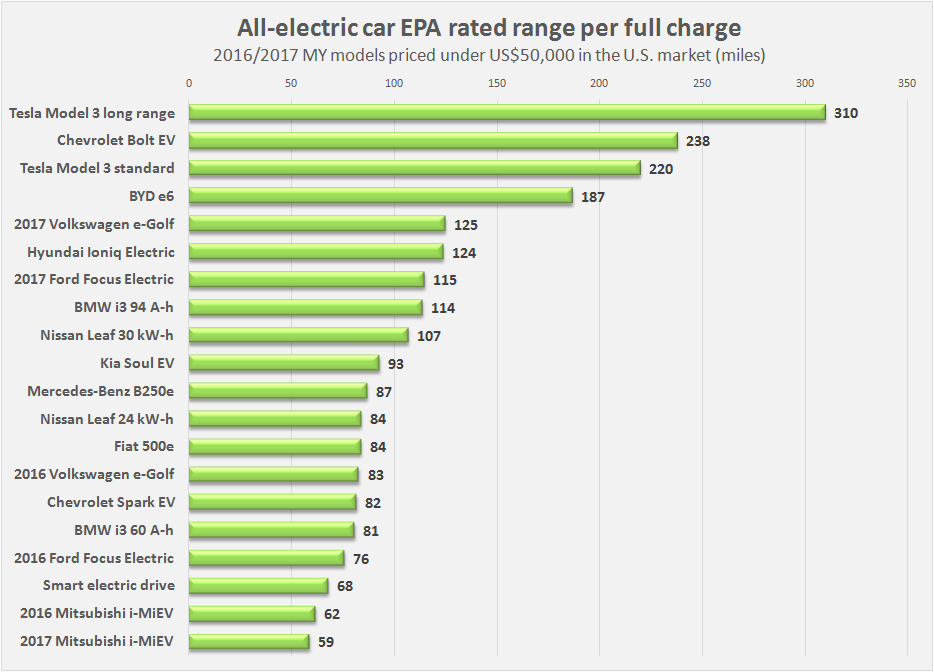 All-electric car EPA rated range per full charge
2016/2017 MY models priced under US$50,000 in the U.S. market (miles)
0 50 100 150 200 250 300 350
Tesla Model 3 long range 310
Chevrolet Bolt EV 238
Tesla Model 3 standard 220
BYD e6 187
2017 Volkswagen e-Golf 125
Hyundai Ioniq Electric 124
2017 Ford Focus Electric 115
BMW i3 94 A-h 114
Nissan Leaf 30 kW-h 107
Kia Soul EV 93
Mercedes-Benz B250e 87
Nissan Leaf 24 kW-h 84
Fiat 500e 84
2016 Volkswagen e-Golf 83
Chevrolet Spark EV 82
BMW i3 60 A-h 81
2016 Ford Focus Electric 76
Smart electric drive 68
2016 Mitsubishi i-MiEV 62
2017 Mitsubishi i-MiEV 59